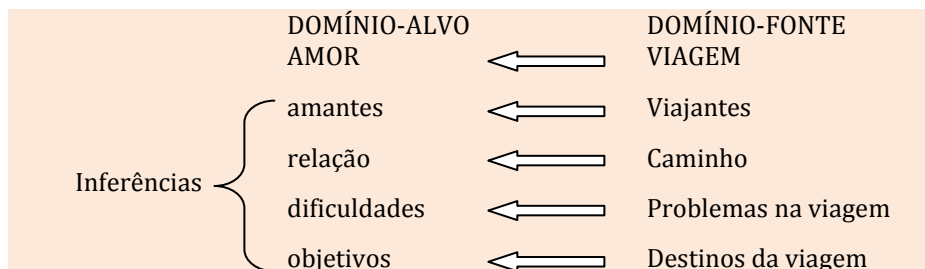 DOMÍNIO-ALVO DOMÍNIO-FONTE
AMOR VIAGEM
amantes Viajantes
relação Caminho
Inferências
dificuldades Problemas na viagem
objetivos Destinos da viagem